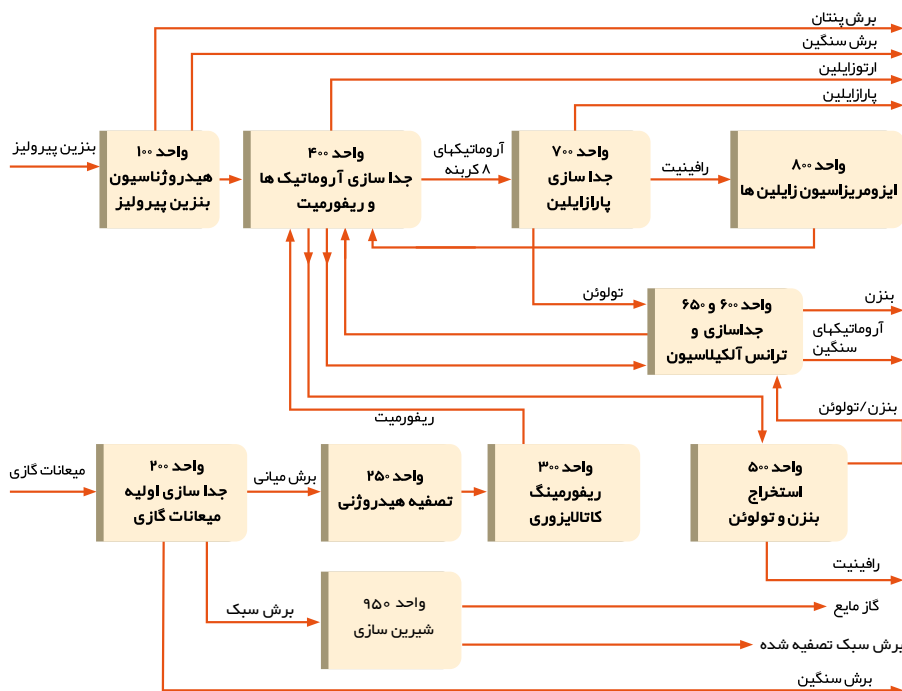 برش پنتان
برش سنگین
ارتوزایلین
پارازایلین
بنزین پیرولیز
واحد ۱۰۰
هیدروژناسیون
بنزین پیرولیز
واحد ۴۰۰
جدا سازی آروماتیک ها
و ریفورمیت
آروماتیکهای
۸ کربنه
واحد ۷۰۰
جدا سازی
پارازایلین
رافینیت
واحد ۸۰۰
ایزومریزاسیون زایلین ها
تولوئن
واحد ۶۰۰ و ۶۵۰
جداسازی و
ترانس آلکیلاسیون
بنزن
آروماتیکهای
سنگین
بنزن/تولوئن
ریفورمیت
میعانات گازی
واحد ۲۰۰
جدا سازی اولیه
میعانات گازی
برش میانی
واحد ۲۵۰
تصفیه هیدروژنی
واحد ۳۰۰
ریفورمینگ
کاتالایزوری
واحد ۵۰۰
استخراج
بنزن و تولوئن
رافینیت
برش سبک
واحد ۹۵۰
شیرین سازی
گاز مایع
برش سبک تصفیه شده
برش سنگین